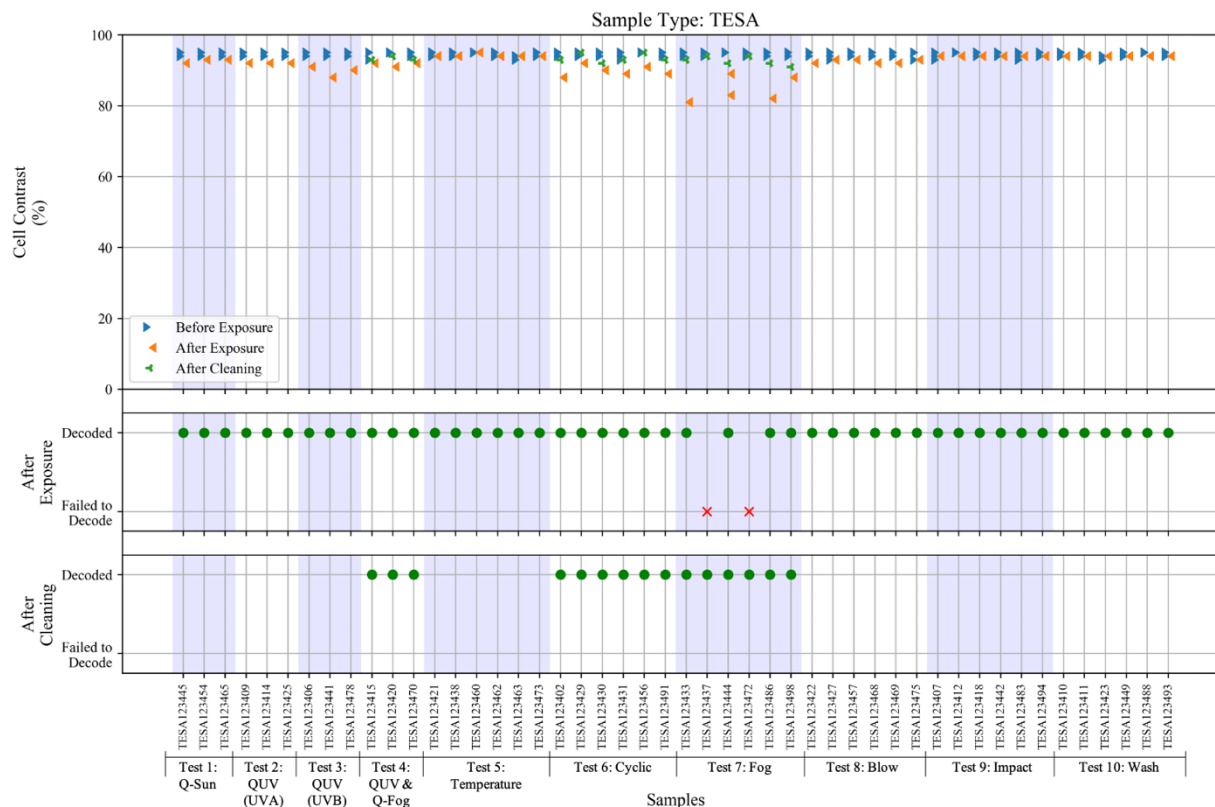 Sample Type: TESA
100
80
60
40
20
0
Cell Contrast
(%)
Before Exposure
After Exposure
After Cleaning
Decoded
Failed to
Decode
After
Exposure
Decoded
Failed to
Decode
After
Cleaning
TESA123445
TESA123454
TESA123465
TESA123409
TESA123414
TESA123425
TESA123406
TESA123441
TESA123478
TESA123415
TESA123420
TESA123470
TESA123421
TESA123438
TESA123460
TESA123462
TESA123463
TESA123473
TESA123402
TESA123429
TESA123430
TESA123431
TESA123456
TESA123491
TESA123433
TESA123437
TESA123444
TESA123472
TESA123486
TESA123498
TESA123422
TESA123427
TESA123457
TESA123468
TESA123469
TESA123475
TESA123407
TESA123412
TESA123418
TESA123442
TESA123483
TESA123494
TESA123410
TESA123411
TESA123423
TESA123449
TESA123488
TESA123493
Test 1:
Q-Sun
Test 2:
QUV
(UVA)
Test 3:
QUV
(UVB)
Test 4:
QUV &
Q-Fog
Test 5:
Temperature
Test 6: Cyclic
Test 7: Fog
Test 8: Blow
Test 9: Impact
Test 10: Wash
Samples